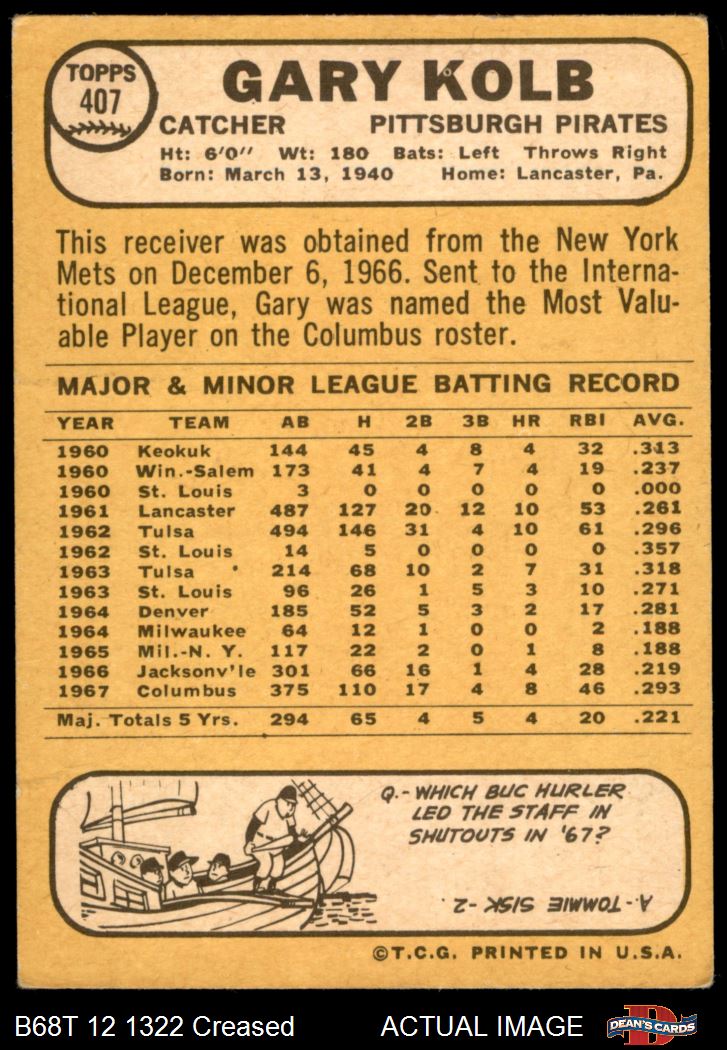 TOPPS
407
GARY KOLB
CATCHER PITTSBURGH PIRATES
Ht: 6'0" Wt: 180 Bats: Left Throws Right
Born: March 13, 1940 Home: Lancaster, Pa.
This receiver was obtained from the New York
Mets on December 6, 1966. Sent to the Interna-
tional League, Gary was named the Most Valu-
able Player on the Columbus roster.
MAJOR & MINOR LEAGUE BATTING RECORD
YEAR TEAM AB H 2B 3B HR RBI AVG.
1960 Keokuk 144 45 4 8 4 32 .313
1960 Win.-Salem 173 41 4 7 4 19 .237
1960 St. Louis 3 0 0 0 0 0 .000
1961 Lancaster 487 127 20 12 10 53 .261
1962 Tulsa 494 146 31 4 10 61 .296
1962 St. Louis 14 5 0 0 0 0 .357
1963 Tulsa 214 68 10 2 7 31 .318
1963 St. Louis 96 26 1 5 3 10 .271
1964 Denver 185 52 5 3 2 17 .281
1964 Milwaukee 64 12 1 0 0 2 .188
1965 Mil.-N. Y. 117 22 2 0 1 8 .188
1966 Jacksonv'le 301 66 16 1 4 28 .219
1967 Columbus 375 110 17 4 8 46 .293
Maj. Totals 5 Yrs. 294 65 4 5 4 20 .221
Q.- WHICH BUC HURLER
LED THE STAFF IN
SHUTOUTS IN '67?
A.- TOMMIE SISK -2.
©T.C.G. PRINTED IN U.S.A.
B68T 12 1322 Creased ACTUAL IMAGE
DEAN'S CARDS